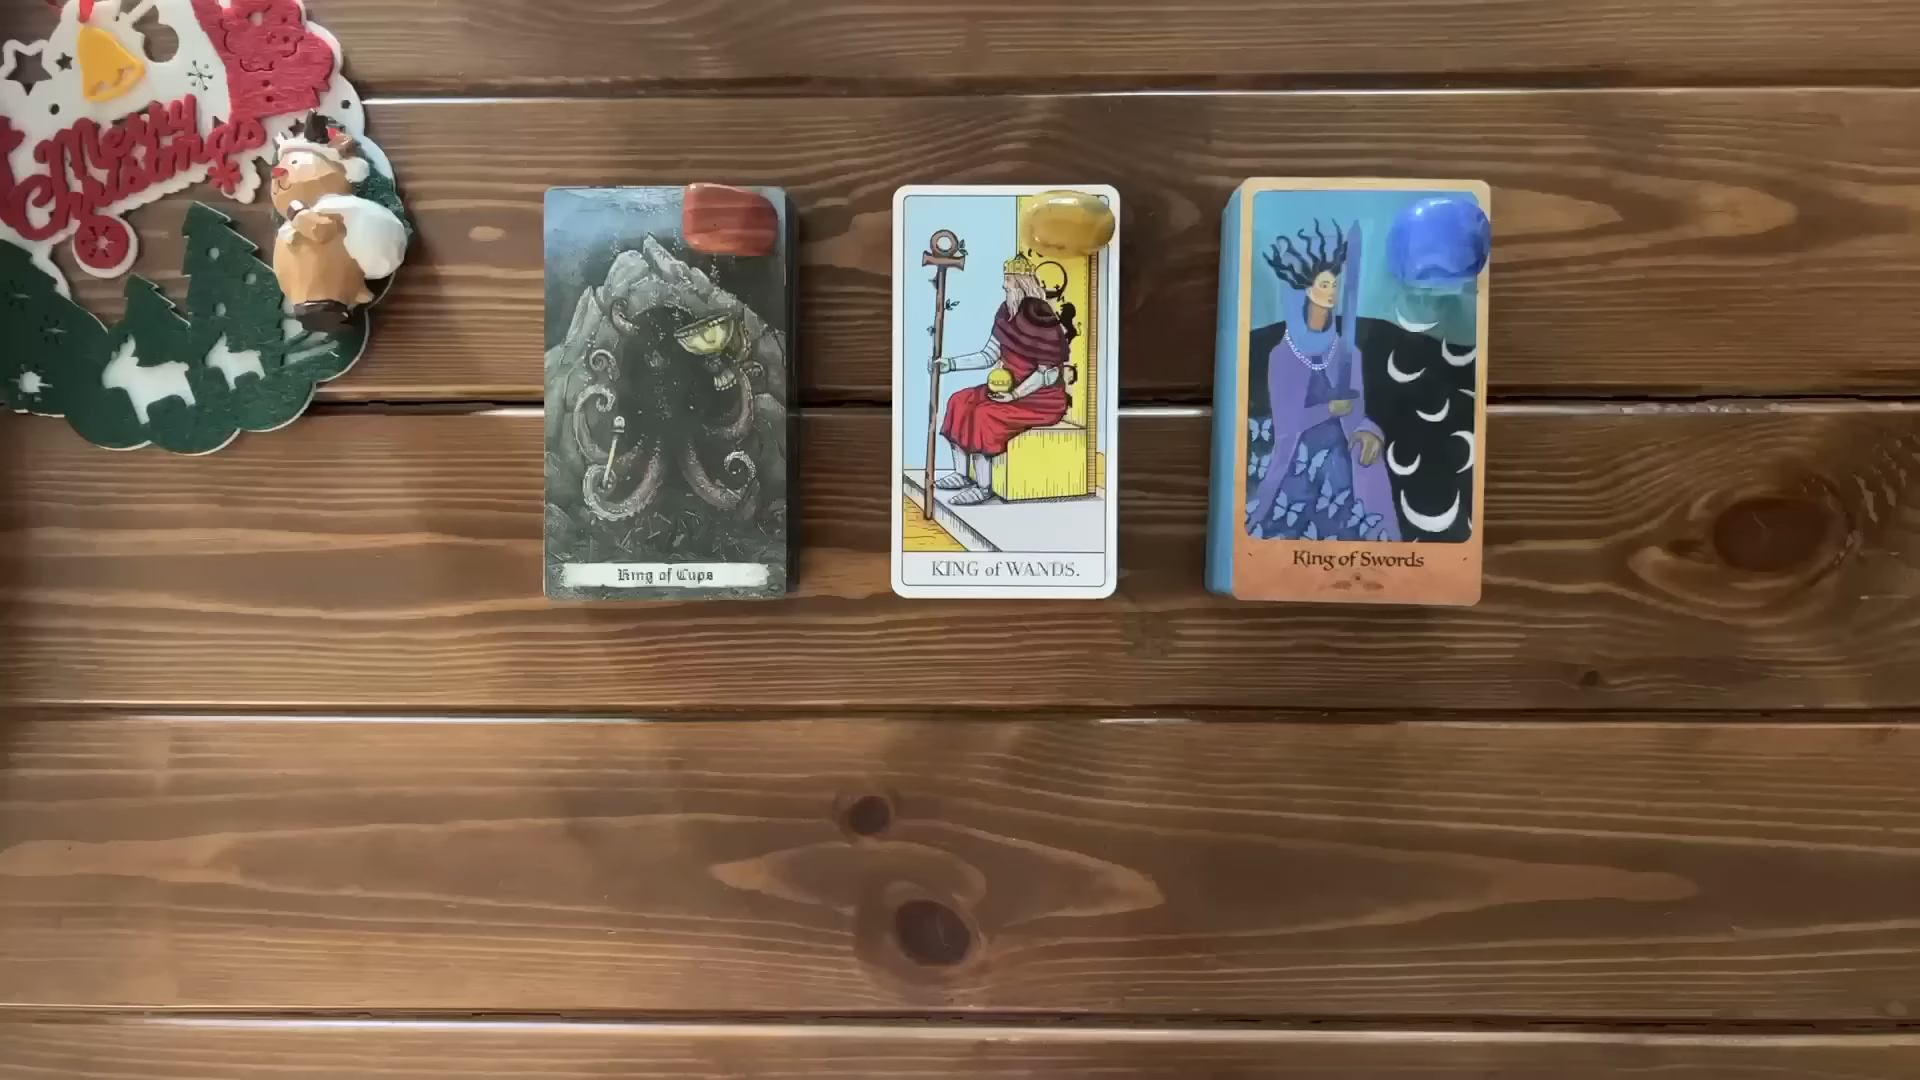 Merry
Christmas
King of Cups
KING of WANDS.
King of Swords